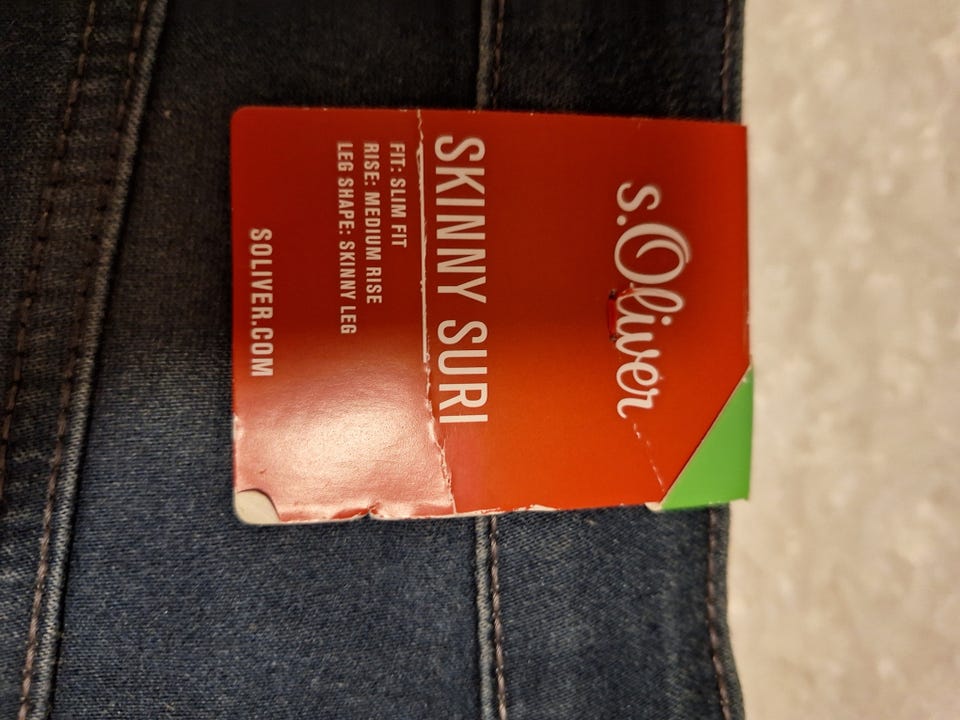 s.Oliver
SKINNY SURI
FIT: SLIM FIT
RISE: MEDIUM RISE
LEG SHAPE: SKINNY LEG
SOLIVER.COM